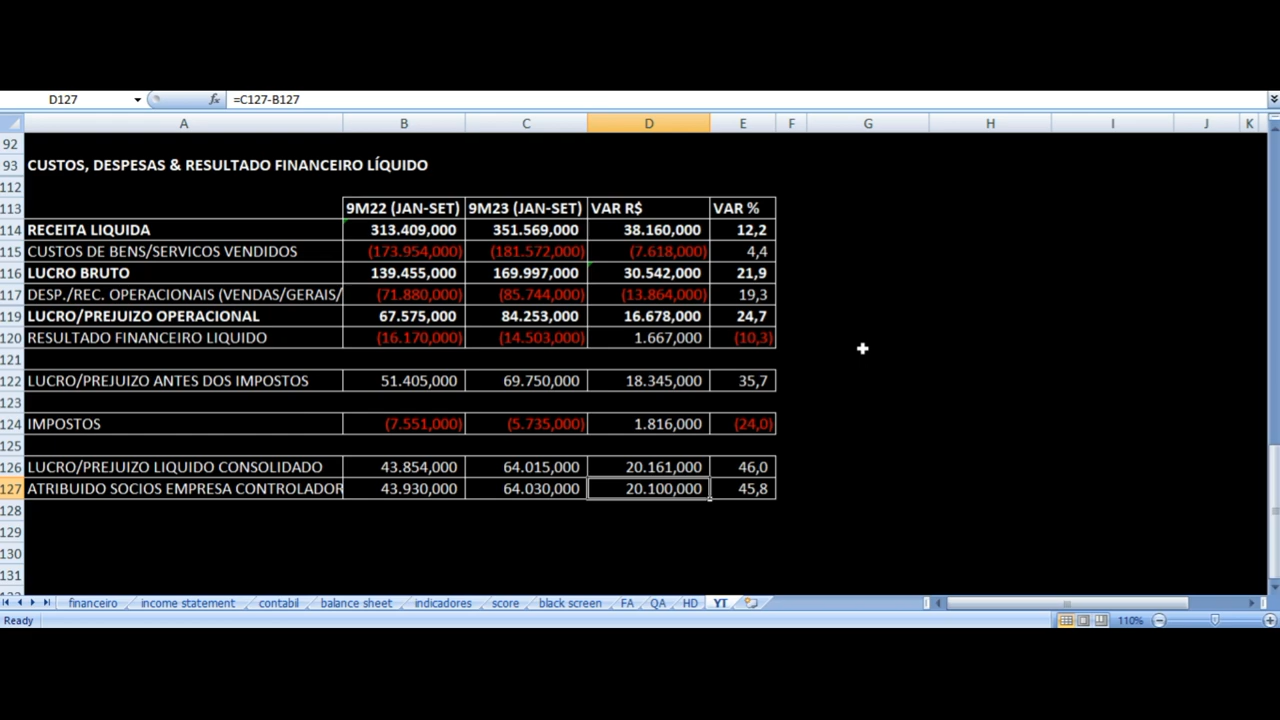 D127 fx =C127-B127
A B C D E F G H I J K
92
93 CUSTOS, DESPESAS & RESULTADO FINANCEIRO LÍQUIDO
112
113 9M22 (JAN-SET) 9M23 (JAN-SET) VAR R$ VAR %
114 RECEITA LIQUIDA 313.409,000 351.569,000 38.160,000 12,2
115 CUSTOS DE BENS/SERVICOS VENDIDOS (173.954,000) (181.572,000) (7.618,000) 4,4
116 LUCRO BRUTO 139.455,000 169.997,000 30.542,000 21,9
117 DESP./REC. OPERACIONAIS (VENDAS/GERAIS/ (71.880,000) (85.744,000) (13.864,000) 19,3
119 LUCRO/PREJUIZO OPERACIONAL 67.575,000 84.253,000 16.678,000 24,7
120 RESULTADO FINANCEIRO LIQUIDO (16.170,000) (14.503,000) 1.667,000 (10,3)
121
122 LUCRO/PREJUIZO ANTES DOS IMPOSTOS 51.405,000 69.750,000 18.345,000 35,7
123
124 IMPOSTOS (7.551,000) (5.735,000) 1.816,000 (24,0)
125
126 LUCRO/PREJUIZO LIQUIDO CONSOLIDADO 43.854,000 64.015,000 20.161,000 46,0
127 ATRIBUIDO SOCIOS EMPRESA CONTROLADOR 43.930,000 64.030,000 20.100,000 45,8
128
129
130
131
financeiro income statement contabil balance sheet indicadores score black screen FA QA HD YT
Ready 110%